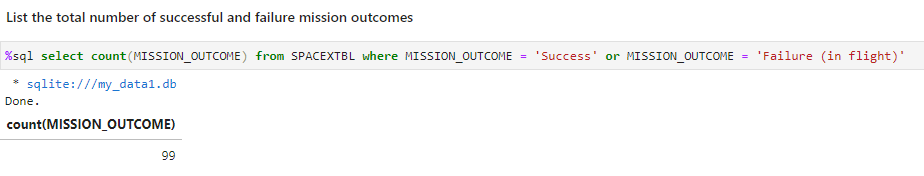 List the total number of successful and failure mission outcomes
%sql select count(MISSION_OUTCOME) from SPACEXTBL where MISSION_OUTCOME = 'Success' or MISSION_OUTCOME = 'Failure (in flight)'
* sqlite:///my_data1.db
Done.
count(MISSION_OUTCOME)
99